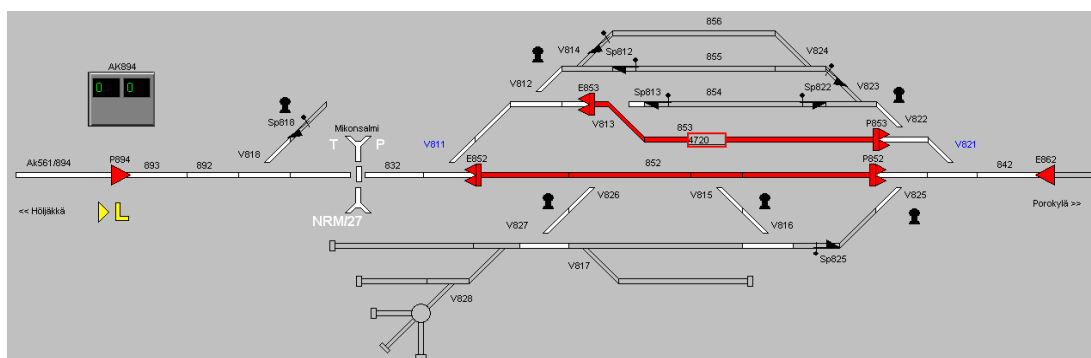 856
V814
Sp812
V824
AK894
855
0 0
V812
E853
V823
Sp813
854
Sp822
Sp818
Mikonsalmi
V813
853
P853
V822
T P
V811
4720
V821
V818
Ak561/894
P894
893
892
832
E852
852
P852
842
E862
V826
V815
V825
<< Höljäkkä
L
NRM/27
V827
V816
Porokylä >>
V817
Sp825
V828